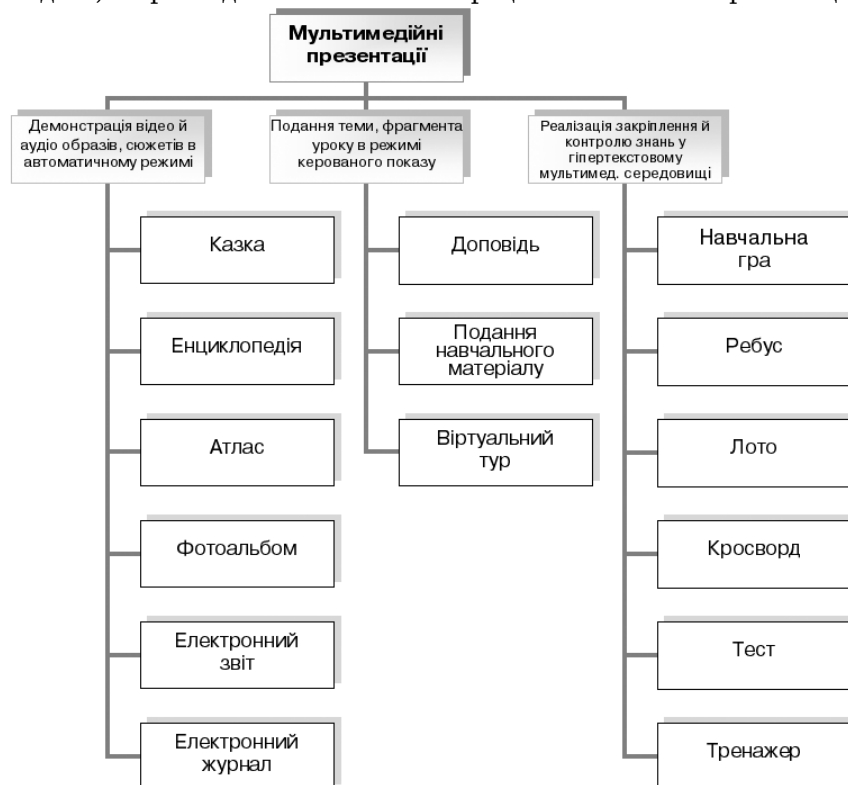 Мультимедійні
презентації
Демонстрація відео й
аудіо образів, сюжетів в
автоматичному режимі
Подання теми, фрагмента
уроку в режимі
керованого показу
Реалізація закріплення й
контролю знань у
гіпертекстовому
мультимед. середовищі
Казка
Енциклопедія
Атлас
Фотоальбом
Електронний
звіт
Електронний
журнал
Доповідь
Подання
навчального
матеріалу
Віртуальний
тур
Навчальна
гра
Ребус
Лото
Кросворд
Тест
Тренажер